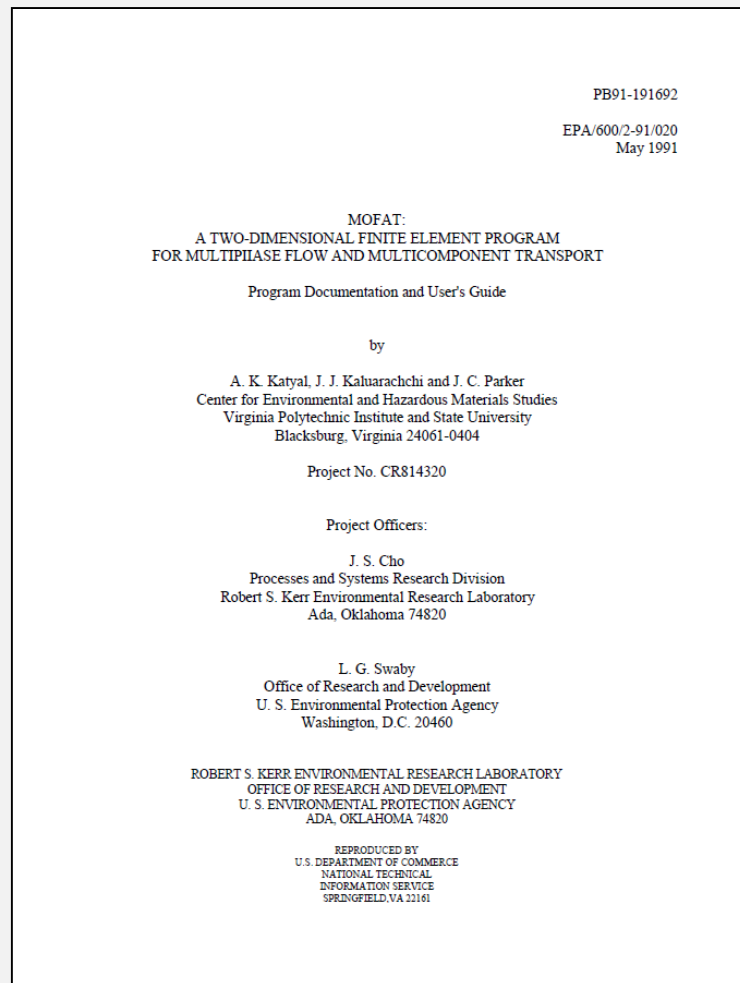 PB91-191692
EPA/600/2-91/020
May 1991
MOFAT:
A TWO-DIMENSIONAL FINITE ELEMENT PROGRAM
FOR MULTIPIIASE FLOW AND MULTICOMPONENT TRANSPORT
Program Documentation and User's Guide
by
A. K. Katyal, J. J. Kaluarachchi and J. C. Parker
Center for Environmental and Hazardous Materials Studies
Virginia Polytechnic Institute and State University
Blacksburg, Virginia 24061-0404
Project No. CR814320
Project Officers:
J. S. Cho
Processes and Systems Research Division
Robert S. Kerr Environmental Research Laboratory
Ada, Oklahoma 74820
L. G. Swaby
Office of Research and Development
U. S. Environmental Protection Agency
Washington, D.C. 20460
ROBERT S. KERR ENVIRONMENTAL RESEARCH LABORATORY
OFFICE OF RESEARCH AND DEVELOPMENT
U. S. ENVIRONMENTAL PROTECTION AGENCY
ADA, OKLAHOMA 74820
REPRODUCED BY
U.S. DEPARTMENT OF COMMERCE
NATIONAL TECHNICAL
INFORMATION SERVICE
SPRINGFIELD,VA 22161